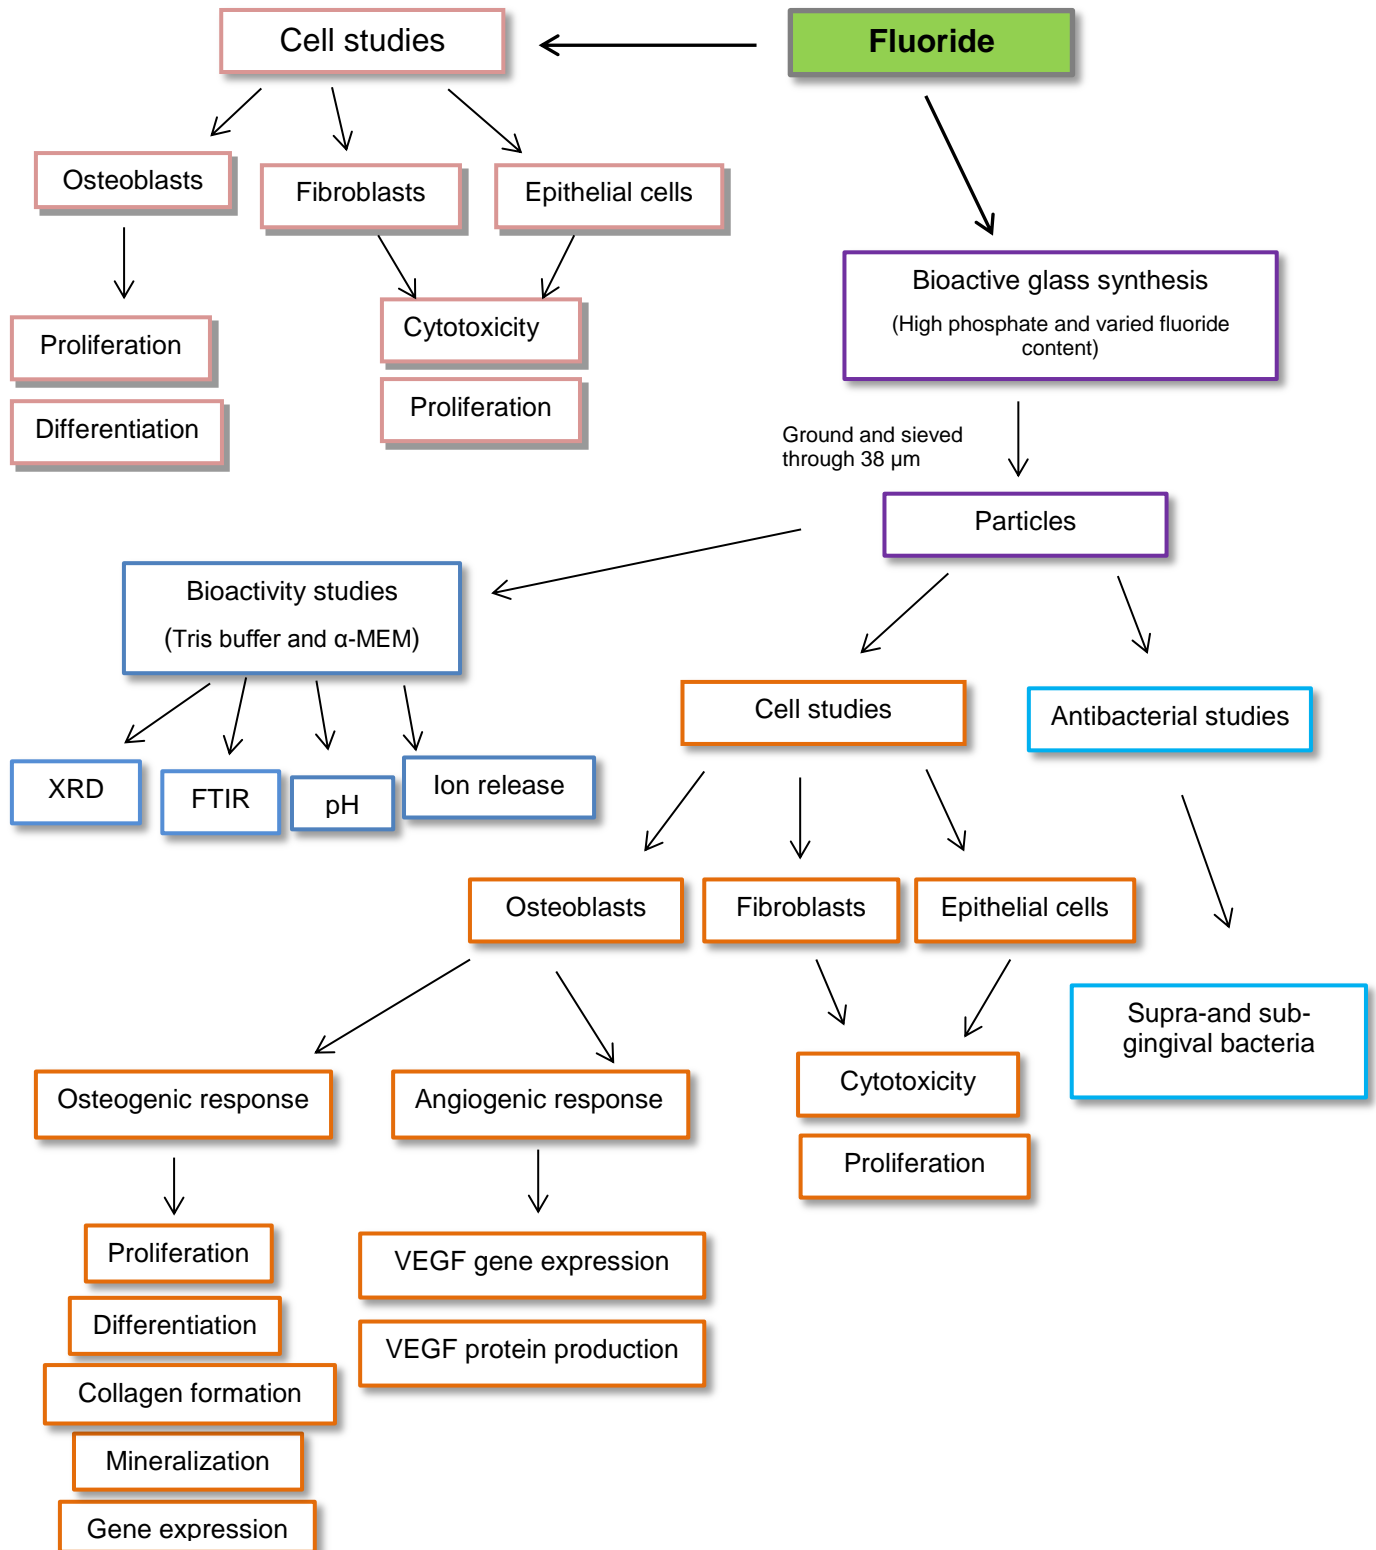 Cell studies
Fluoride
Osteoblasts
Fibroblasts
Epithelial cells
Bioactive glass synthesis
(High phosphate and varied fluoride
content)
Proliferation
Cytotoxicity
Differentiation
Proliferation
Ground and sieved
through 38 µm
Particles
Bioactivity studies
(Tris buffer and α-MEM)
Cell studies
Antibacterial studies
XRD
FTIR
pH
Ion release
Osteoblasts
Fibroblasts
Epithelial cells
Supra-and sub-
gingival bacteria
Osteogenic response
Angiogenic response
Cytotoxicity
Proliferation
Proliferation
VEGF gene expression
Differentiation
VEGF protein production
Collagen formation
Mineralization
Gene expression